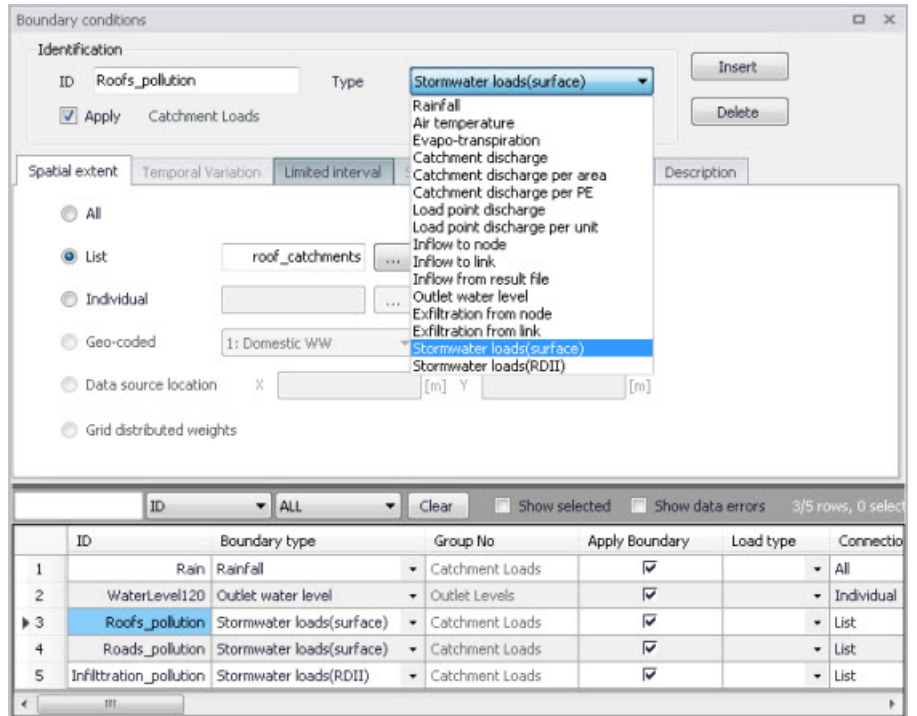 Boundary conditions
Identification
ID Roofs_pollution Type Stormwater loads(surface) Insert
Apply Catchment Loads Delete
Rainfall
Air temperature
Evapo-transpiration
Catchment discharge
Catchment discharge per area
Catchment discharge per PE
Load point discharge
Load point discharge per unit
Inflow to node
Inflow to link
Inflow from result file
Outlet water level
Exfiltration from node
Exfiltration from link
Stormwater loads(surface)
Stormwater loads(RDII)
Spatial extent Temporal Variation Limited interval Description
All
List roof_catchments ...
Individual ...
Geo-coded 1: Domestic WW
Data source location X [m] Y [m]
Grid distributed weights
ID ALL Clear Show selected Show data errors 3/5 rows, 0 select
ID Boundary type Group No Apply Boundary Load type Connectio
1 Rain Rainfall Catchment Loads All
2 WaterLevel120 Outlet water level Outlet Levels Individual
3 Roofs_pollution Stormwater loads(surface) Catchment Loads List
4 Roads_pollution Stormwater loads(surface) Catchment Loads List
5 Infilttration_pollution Stormwater loads(RDII) Catchment Loads List